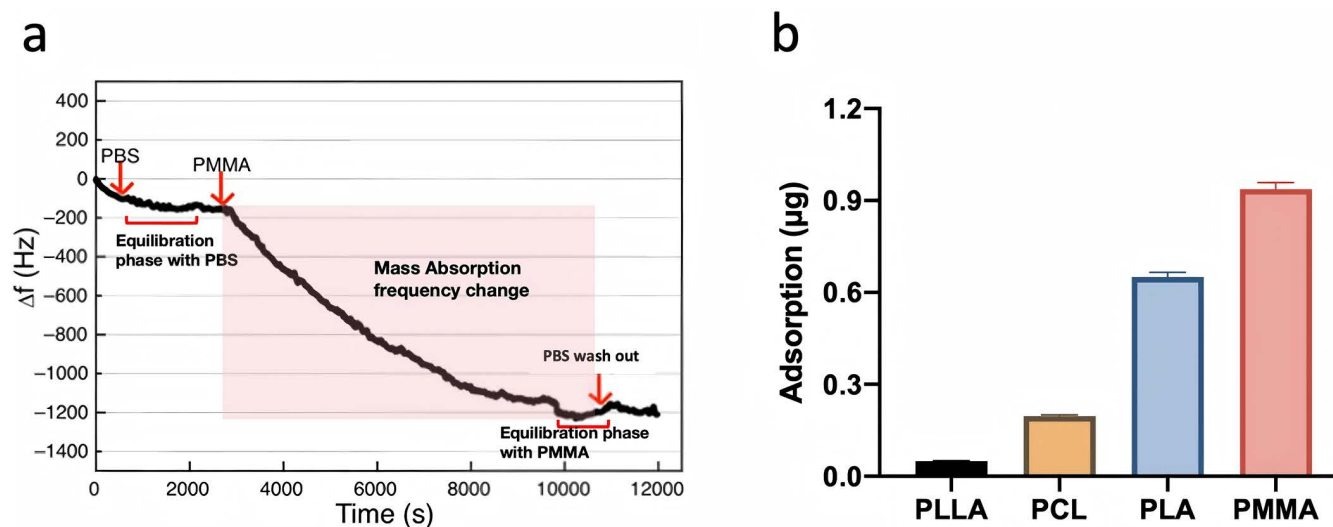 a
400
200
0
−200
−400
−600
−800
−1000
−1200
−1400
Δf (Hz)
PBS
PMMA
Equilibration
phase with PBS
Mass Absorption
frequency change
PBS wash out
Equilibration phase
with PMMA
0
2000
4000
6000
8000
10000
12000
Time (s)
b
1.2
0.9
0.6
0.3
0.0
Adsorption (µg)
PLLA
PCL
PLA
PMMA